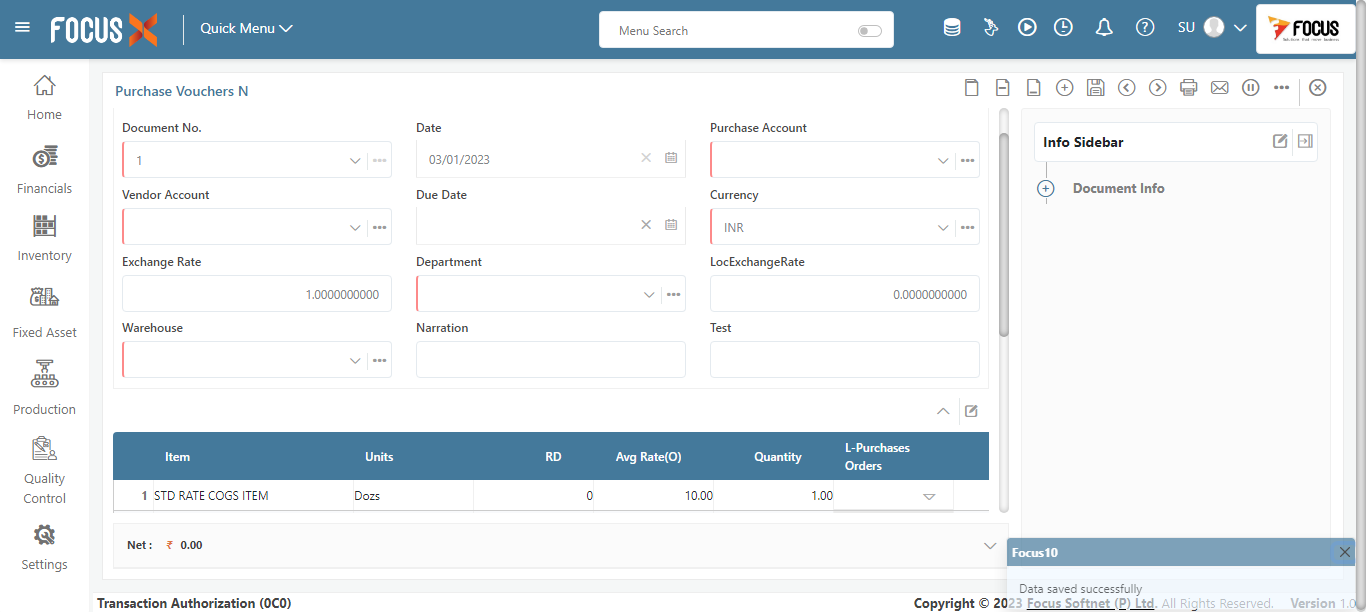 FOCUS X
Quick Menu
Menu Search
SU
FOCUS
Home
Financials
Inventory
Fixed Asset
Production
Quality
Control
Settings
Purchase Vouchers N
Document No.
Date
Purchase Account
1
03/01/2023
Vendor Account
Due Date
Currency
INR
Exchange Rate
Department
LocExchangeRate
1.0000000000
0.0000000000
Warehouse
Narration
Test
Item
Units
RD
Avg Rate(O)
Quantity
L-Purchases
Orders
1 STD RATE COGS ITEM Dozs 0 10.00 1.00
Net : ₹ 0.00
Info Sidebar
Document Info
Focus10
Data saved successfully
Transaction Authorization (0C0)
Copyright © 2023 Focus Softnet (P) Ltd. All Rights Reserved. Version 1.0